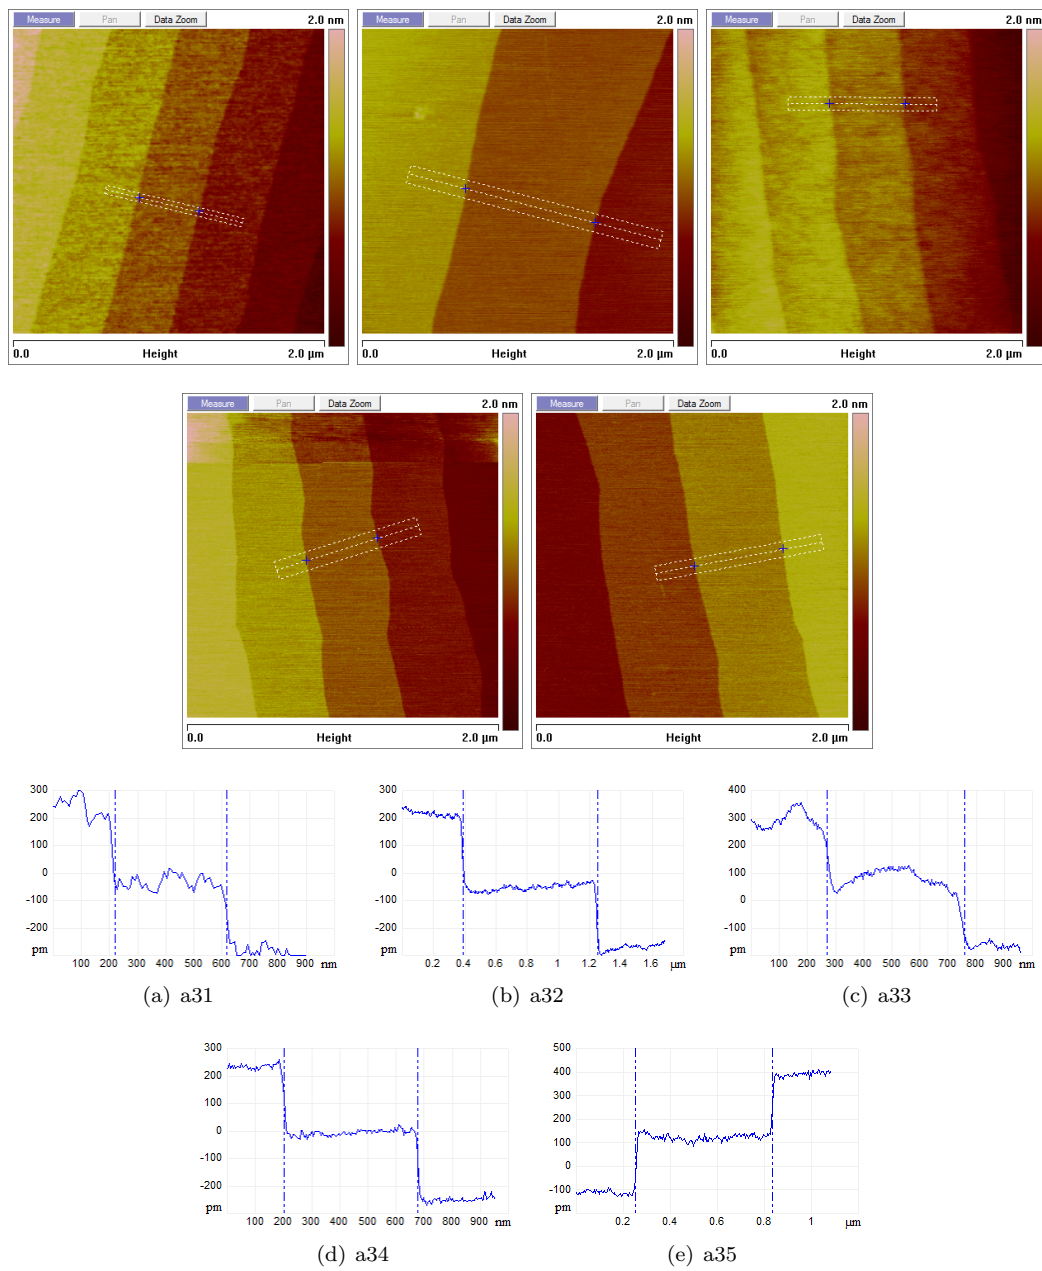 Measure Pan Data Zoom 2.0 nm
0.0 Height 2.0 µm
Measure Pan Data Zoom 2.0 nm
0.0 Height 2.0 µm
Measure Pan Data Zoom 2.0 nm
0.0 Height 2.0 µm
Measure Pan Data Zoom 2.0 nm
0.0 Height 2.0 µm
Measure Pan Data Zoom 2.0 nm
0.0 Height 2.0 µm
300
200
100
0
-100
-200
pm
100 200 300 400 500 600 700 800 nm
(a) a31
300
200
100
0
-100
-200
pm
0.2 0.4 0.6 0.8 1 1.2 1.4 1.6 µm
(b) a32
400
300
200
100
0
-100
pm
100 200 300 400 500 600 700 800 900 nm
(c) a33
300
200
100
0
-100
-200
pm
100 200 300 400 500 600 700 800 900 nm
(d) a34
500
400
300
200
100
0
-100
pm
0.2 0.4 0.6 0.8 1 µm
(e) a35